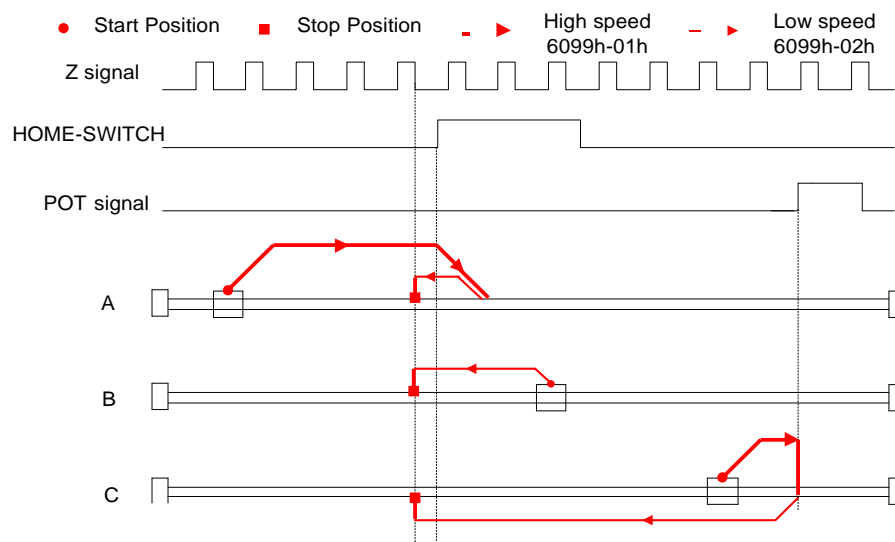 Start Position
Stop Position
High speed
6099h-01h
Low speed
6099h-02h
Z signal
HOME-SWITCH
POT signal
A
B
C